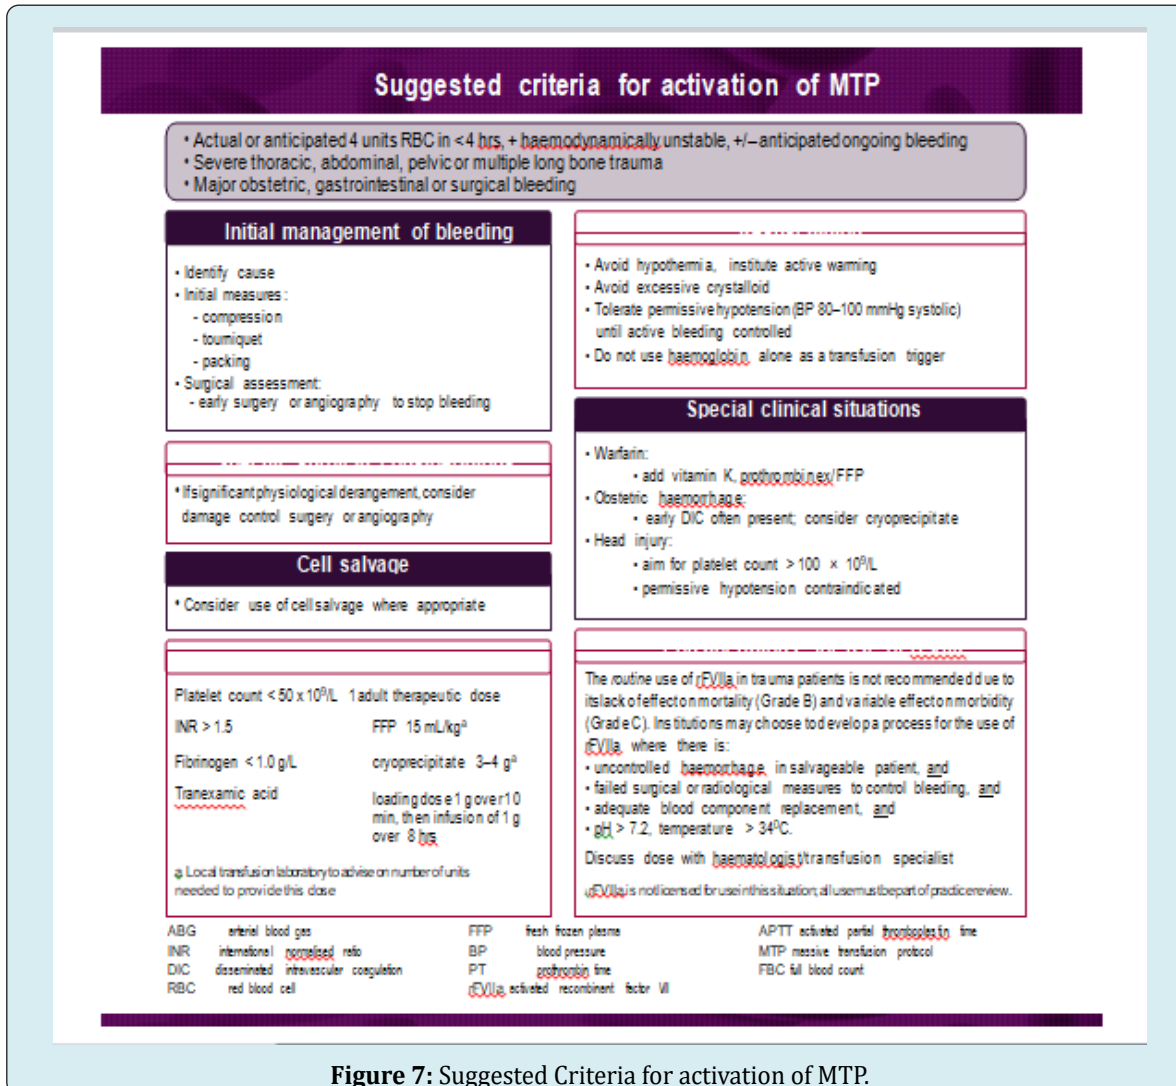 Suggested criteria for activation of MTP
• Actual or anticipated 4 units RBC in <4 hrs, + haemodynamically unstable, +/– anticipated ongoing bleeding
• Severe thoracic, abdominal, pelvic or multiple long bone trauma
• Major obstetric, gastrointestinal or surgical bleeding
Initial management of bleeding
• Identify cause
• Initial measures:
- compression
- tourniquet
- packing
• Surgical assessment:
- early surgery or angiography to stop bleeding
• If significant physiological derangement, consider
damage control surgery or angiography
Cell salvage
• Consider use of cell salvage where appropriate
Platelet count < 50 x 10⁹/L 1 adult therapeutic dose
INR > 1.5 FFP 15 mL/kgᵃ
Fibrinogen < 1.0 g/L cryoprecipitate 3–4 gᵃ
Tranexamic acid loading dose 1 g over 10
min, then infusion of 1 g
over 8 hrs
a Local transfusion laboratory to advise on number of units
needed to provide this dose
• Avoid hypothermia, institute active warming
• Avoid excessive crystalloid
• Tolerate permissive hypotension (BP 80–100 mmHg systolic)
until active bleeding controlled
• Do not use haemoglobin alone as a transfusion trigger
Special clinical situations
• Warfarin:
• add vitamin K, prothrombinex/FFP
• Obstetric haemorrhage:
• early DIC often present; consider cryoprecipitate
• Head injury:
• aim for platelet count > 100 × 10⁹/L
• permissive hypotension contraindicated
The routine use of rFVIIa in trauma patients is not recommended due to
its lack of effect on mortality (Grade B) and variable effect on morbidity
(Grade C). Institutions may choose to develop a process for the use of
rFVIIa where there is:
• uncontrolled haemorrhage in salvageable patient, and
• failed surgical or radiological measures to control bleeding, and
• adequate blood component replacement, and
• pH > 7.2, temperature > 34⁰C.
Discuss dose with haematologist/transfusion specialist
rFVIIa is not licensed for use in this situation; all use must be part of practice review.
ABG arterial blood gas FFP fresh frozen plasma APTT activated partial thromboplastin time
INR international normalised ratio BP blood pressure MTP massive transfusion protocol
DIC disseminated intravascular coagulation PT prothrombin time FBC full blood count
RBC red blood cell rFVIIa activated recombinant factor VII
Figure 7: Suggested Criteria for activation of MTP.